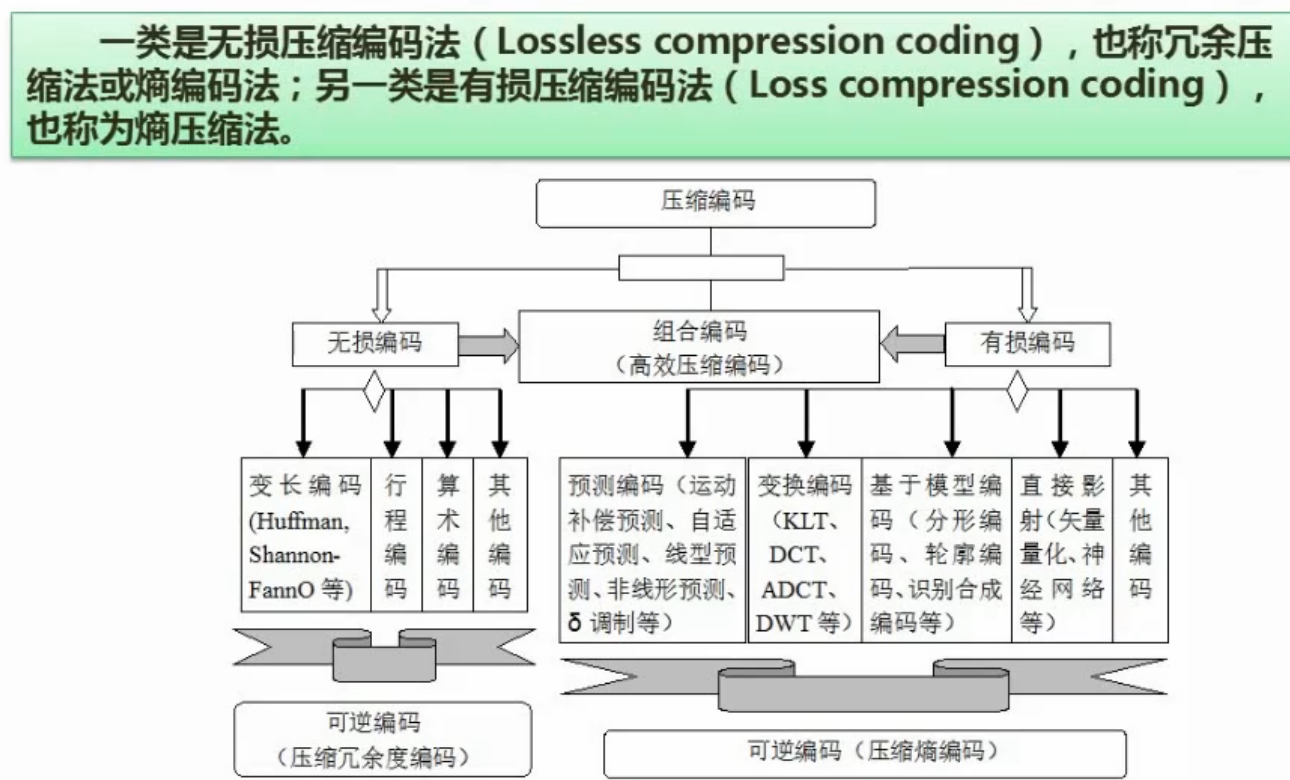 一类是无损压缩编码法（Lossless compression coding），也称冗余压
缩法或熵编码法；另一类是有损压缩编码法（Loss compression coding），
也称为熵压缩法。
压缩编码
无损编码
组合编码
（高效压缩编码）
有损编码
变长编码
(Huffman,
Shannon-
FannO 等)
行
程
编
码
算
术
编
码
其
他
编
码
预测编码（运动
补偿预测、自适
应预测、线型预
测、非线形预测、
δ 调制等）
变换编码
（KLT、
DCT、
ADCT、
DWT 等）
基于模型编
码（分形编
码、轮廓编
码、识别合成
编码等）
直接影
射(矢量
量化、神
经网络
等）
其
他
编
码
可逆编码
（压缩冗余度编码）
可逆编码（压缩熵编码）